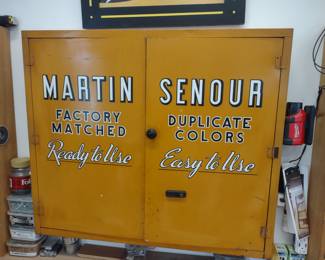 MARTIN SENOUR
FACTORY MATCHED
Ready to Use
DUPLICATE COLORS
Easy to Use